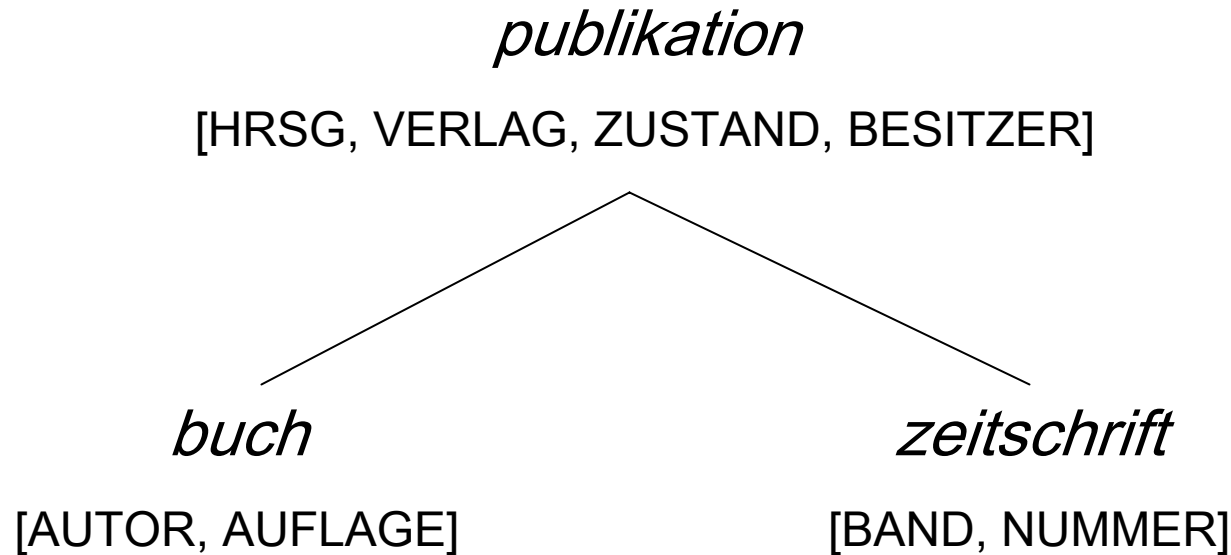 publikation
[HRSG, VERLAG, ZUSTAND, BESITZER]
buch
[AUTOR, AUFLAGE]
zeitschrift
[BAND, NUMMER]